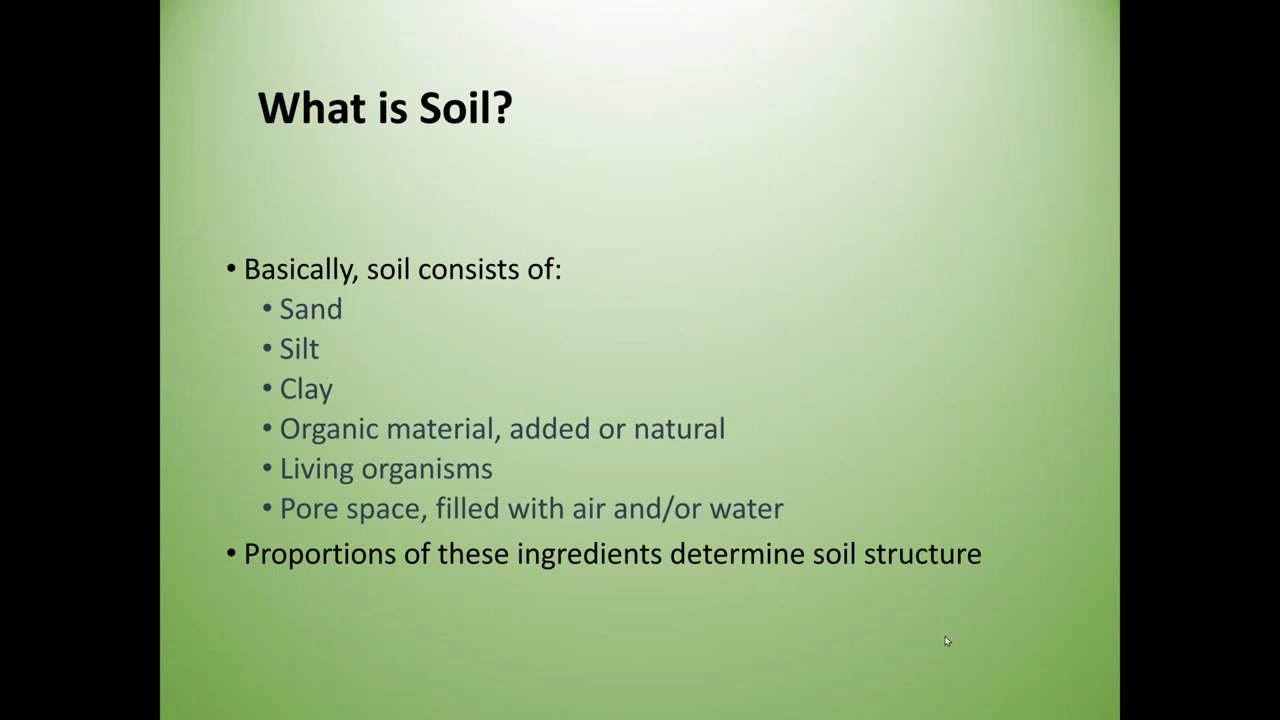 What is Soil?
• Basically, soil consists of:
• Sand
• Silt
• Clay
• Organic material, added or natural
• Living organisms
• Pore space, filled with air and/or water
• Proportions of these ingredients determine soil structure